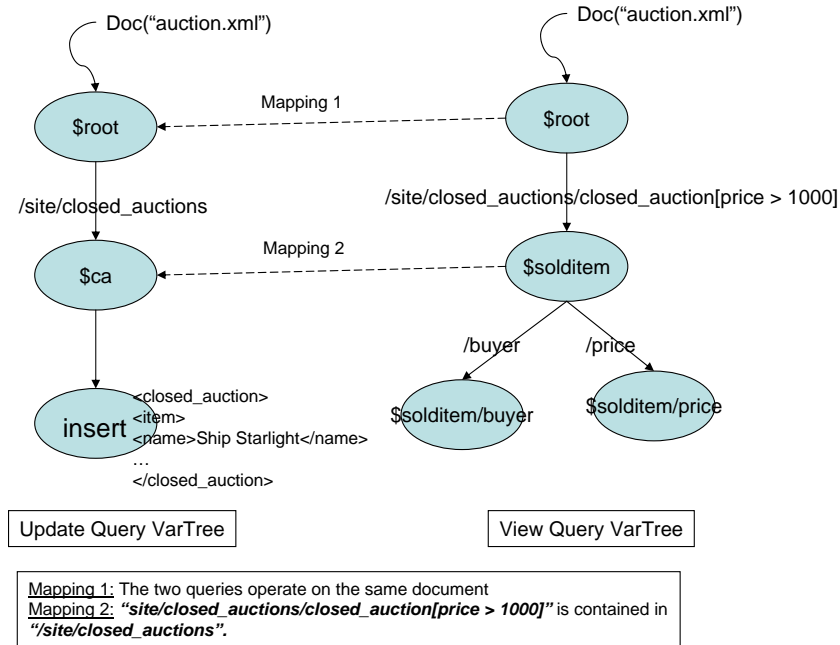 Doc(“auction.xml”)
Doc(“auction.xml”)
Mapping 1
$root
$root
/site/closed_auctions
/site/closed_auctions/closed_auction[price > 1000]
Mapping 2
$ca
$solditem
/buyer
/price
$solditem/buyer
$solditem/price
insert
<closed_auction>
<item>
<name>Ship Starlight</name>
…
</closed_auction>
Update Query VarTree
View Query VarTree
Mapping 1: The two queries operate on the same document
Mapping 2: “site/closed_auctions/closed_auction[price > 1000]” is contained in
“/site/closed_auctions”.